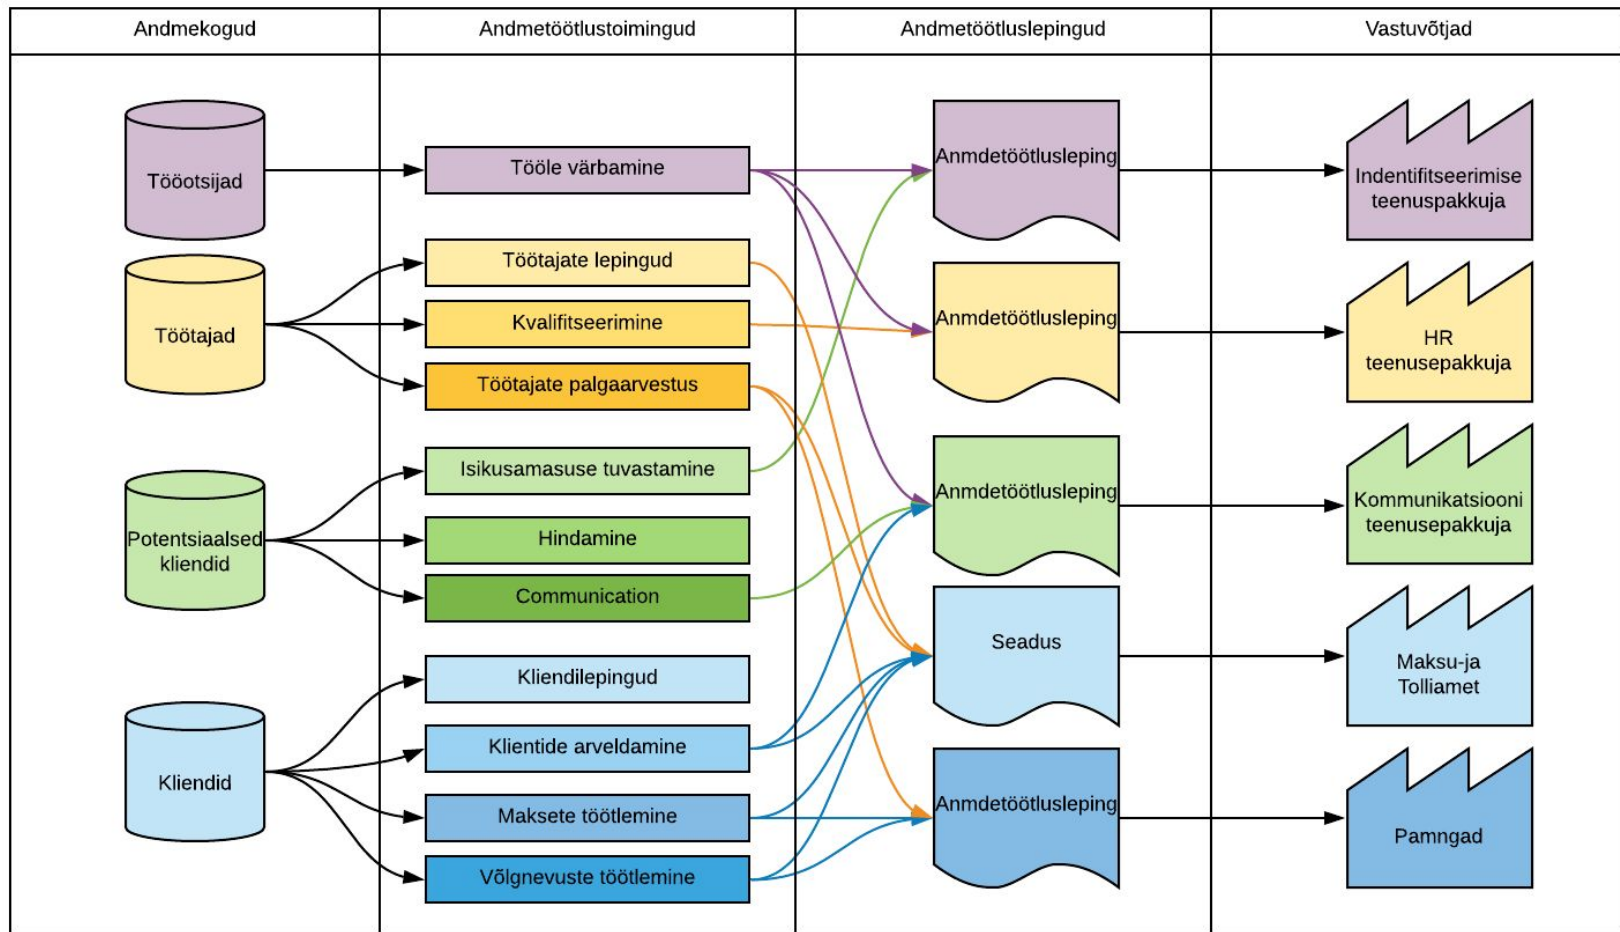 Andmekogud
Andmetöötlustoimingud
Andmetöötluslepingud
Vastuvõtjad
Tööotsijad
Töötajad
Potentsiaalsed
kliendid
Kliendid
Tööle värbamine
Töötajate lepingud
Kvalifitseerimine
Töötajate palgaarvestus
Isikusamasuse tuvastamine
Hindamine
Communication
Kliendilepingud
Klientide arveldamine
Maksete töötlemine
Võlgnevuste töötlemine
Anmdetöötlusleping
Anmdetöötlusleping
Anmdetöötlusleping
Seadus
Anmdetöötlusleping
Indentifitseerimise
teenuspakkuja
HR
teenusepakkuja
Kommunikatsiooni
teenusepakkuja
Maksu-ja
Tolliamet
Pamngad